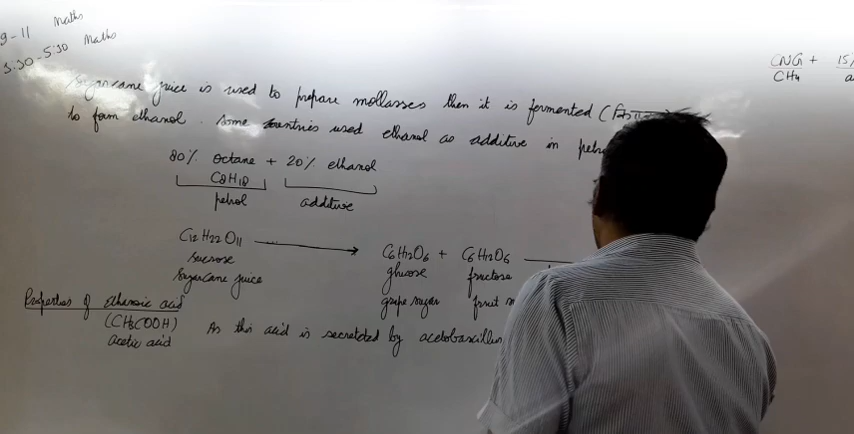 9-11 Maths
3:30-5:30 Maths
CNG + 15%
CH4
Sugarcane juice is used to prepare mollasses then it is fermented
to form ethanol. Some countries used ethanol as additive in
80% octane + 20% ethanol
C8H18
petrol additive
C12H22O11 C6H12O6 + C6H12O6
sucrose glucose fructose
Sugarcane juice grape sugar fruit
Properties of ethanoic acid
(CH3COOH) As this acid is secretated by
acetic acid